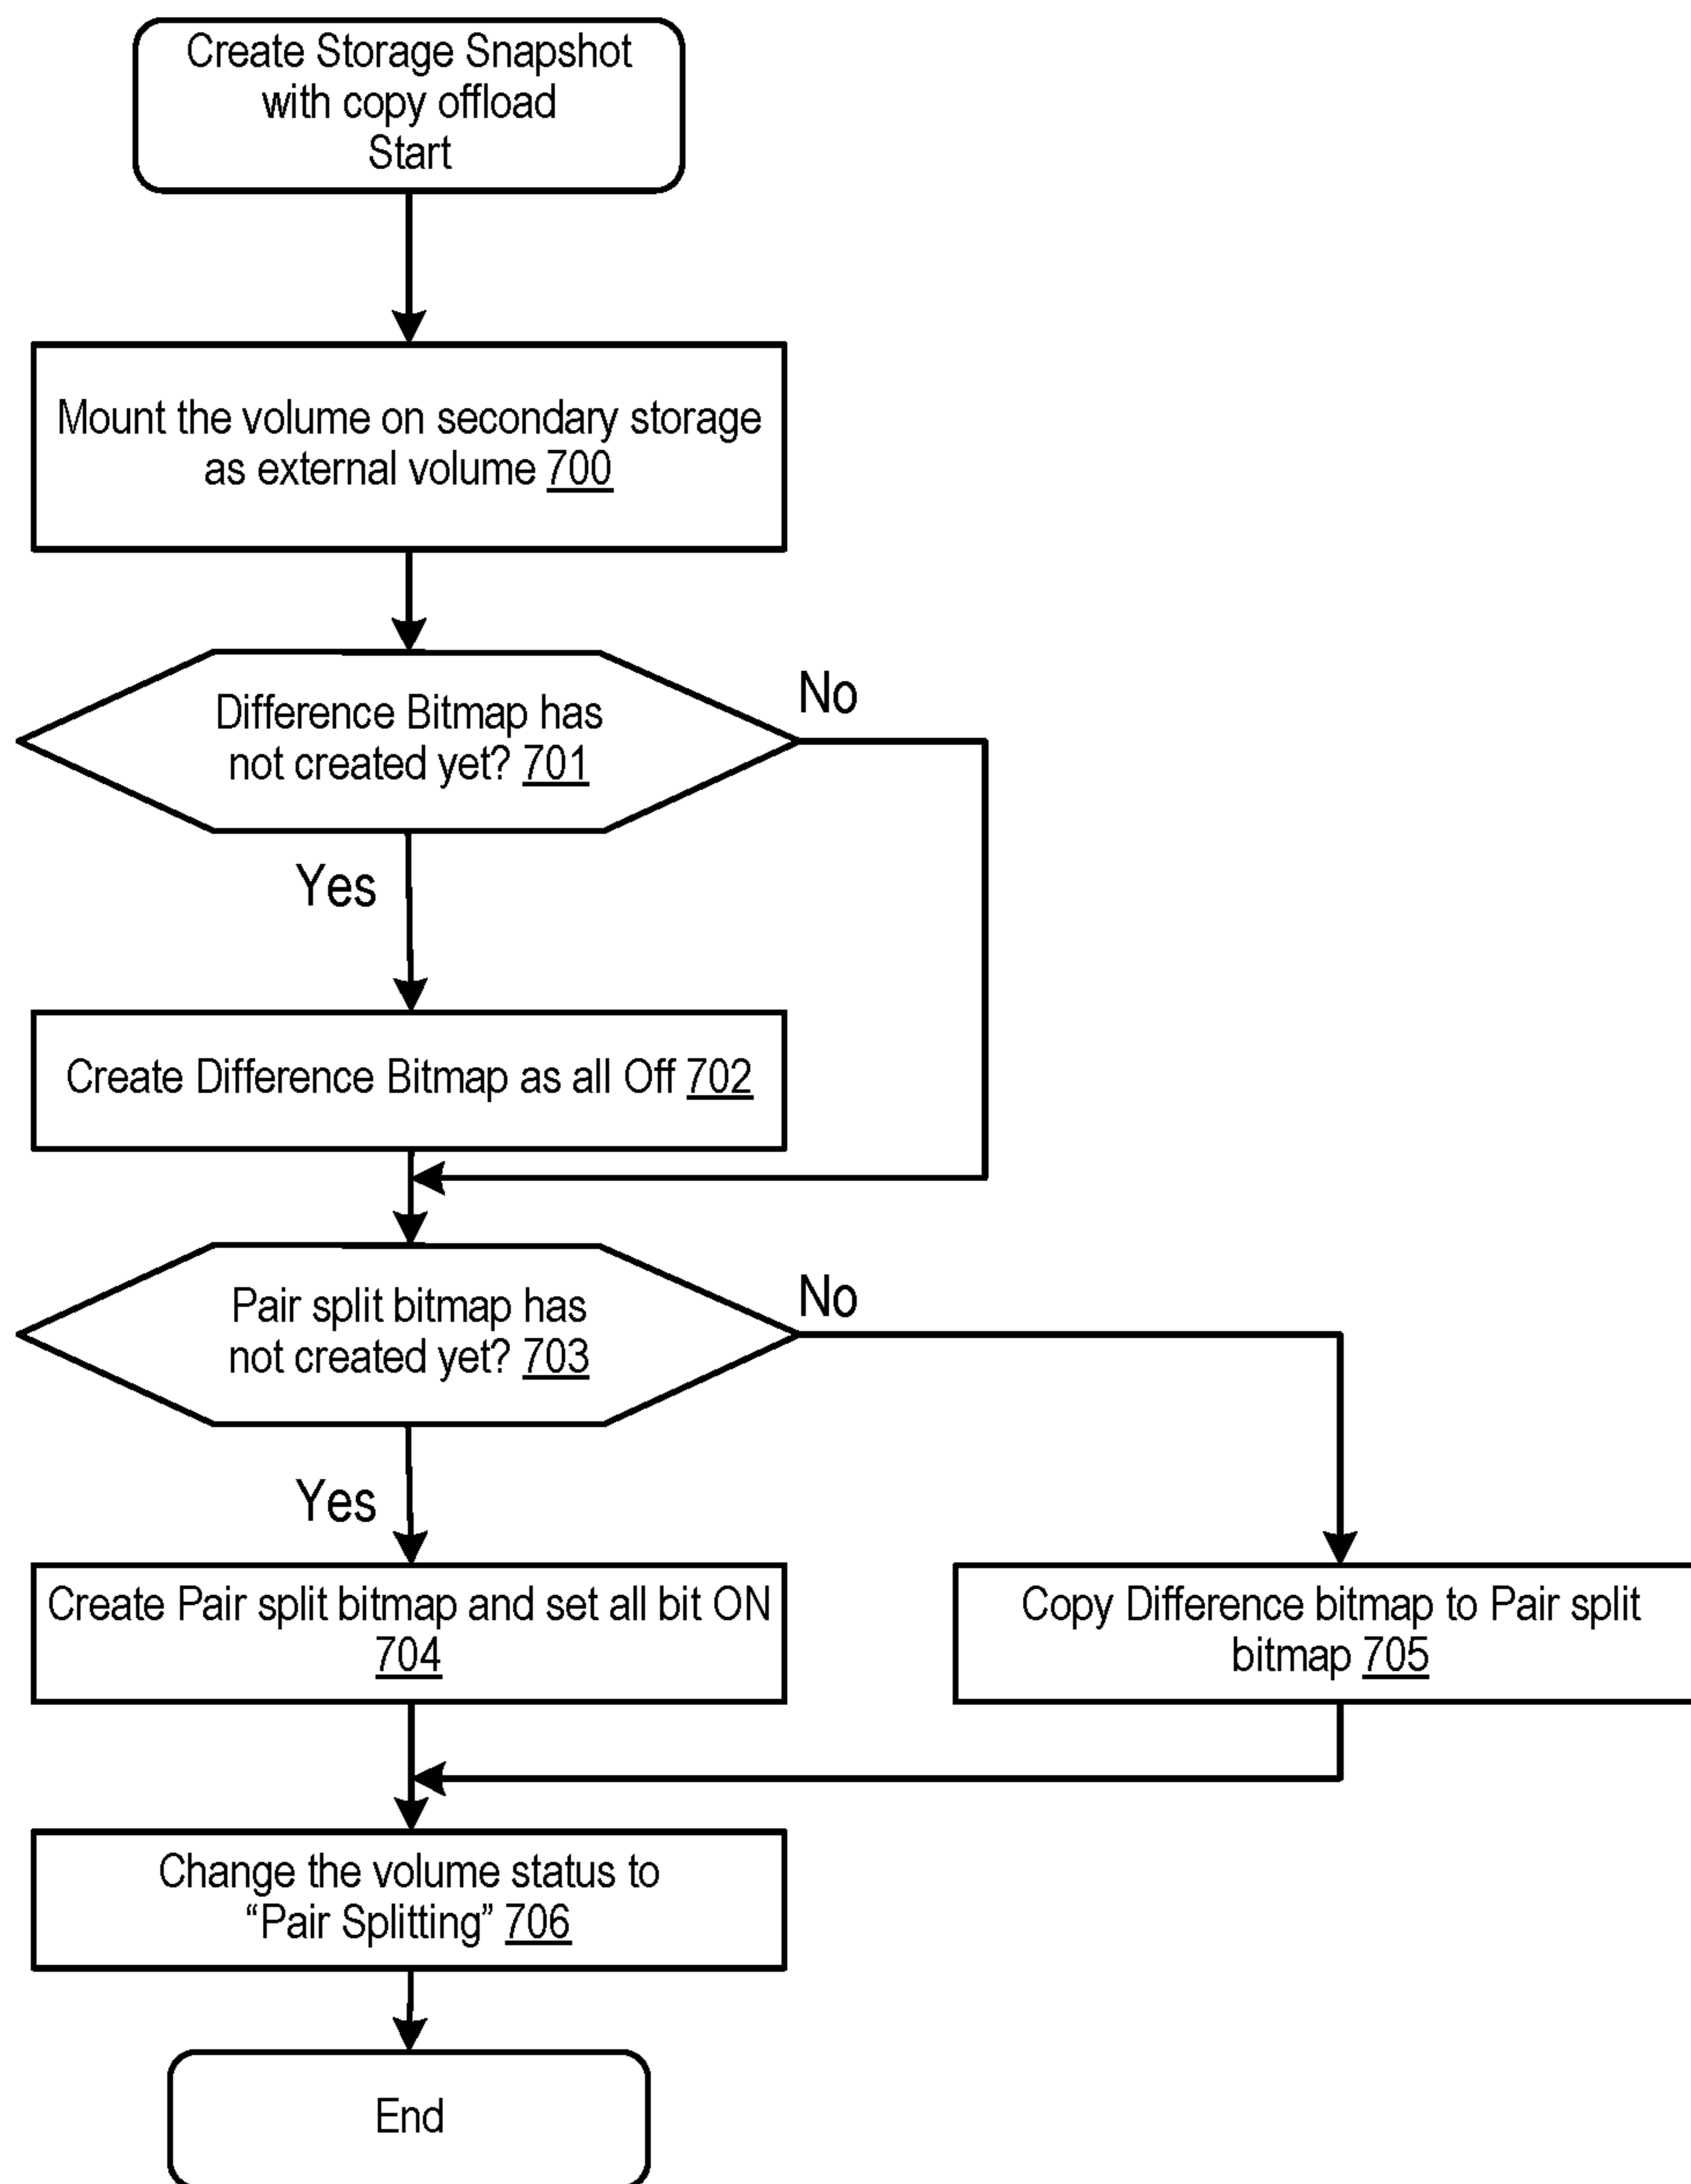 Create Storage Snapshot
with copy offload
Start
Mount the volume on secondary storage
as external volume 700
Difference Bitmap has
not created yet? 701
No
Yes
Create Difference Bitmap as all Off 702
Pair split bitmap has
not created yet? 703
No
Yes
Create Pair split bitmap and set all bit ON
704
Copy Difference bitmap to Pair split
bitmap 705
Change the volume status to
“Pair Splitting” 706
End